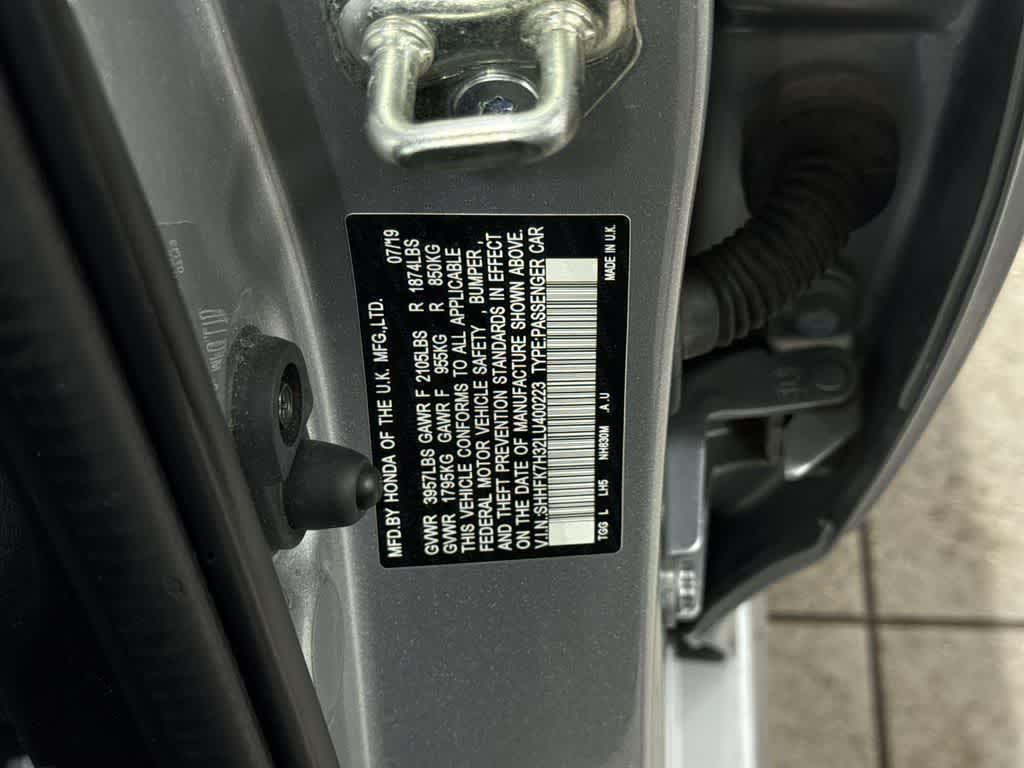 MFD.BY HONDA OF THE U.K. MFG.,LTD. 07/19
GVWR 3957LBS GAWR F 2105LBS R 1874LBS
GVWR 1795KG GAWR F 955KG R 850KG
THIS VEHICLE CONFORMS TO ALL APPLICABLE
FEDERAL MOTOR VEHICLE SAFETY , BUMPER ,
AND THEFT PREVENTION STANDARDS IN EFFECT
ON THE DATE OF MANUFACTURE SHOWN ABOVE.
V.I.N.:SHHFK7H32LU400223 TYPE:PASSENGER CAR
TGG L LH5 NH830M .A.U MADE IN U.K.